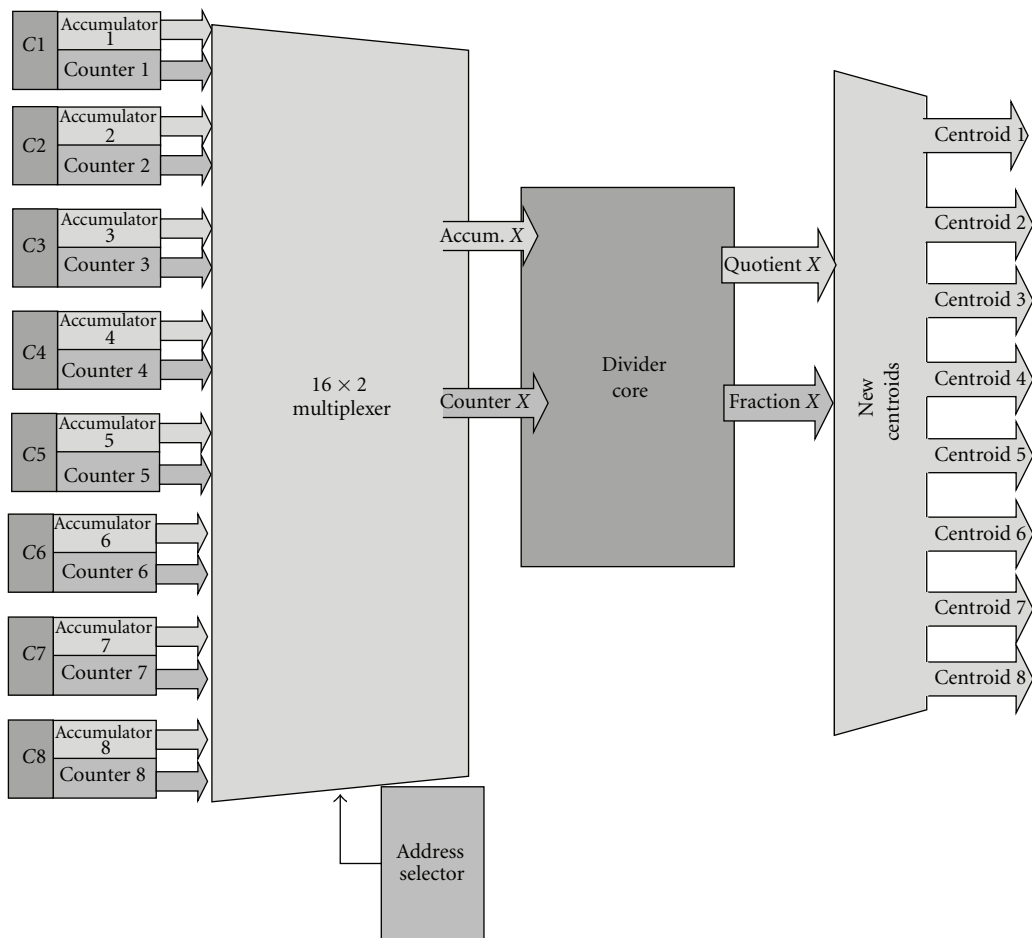 C1
Accumulator
1
Counter 1
C2
Accumulator
2
Counter 2
C3
Accumulator
3
Counter 3
C4
Accumulator
4
Counter 4
C5
Accumulator
5
Counter 5
C6
Accumulator
6
Counter 6
C7
Accumulator
7
Counter 7
C8
Accumulator
8
Counter 8
16 × 2
multiplexer
Address
selector
Accum. X
Counter X
Divider
core
Quotient X
Fraction X
New
centroids
Centroid 1
Centroid 2
Centroid 3
Centroid 4
Centroid 5
Centroid 6
Centroid 7
Centroid 8